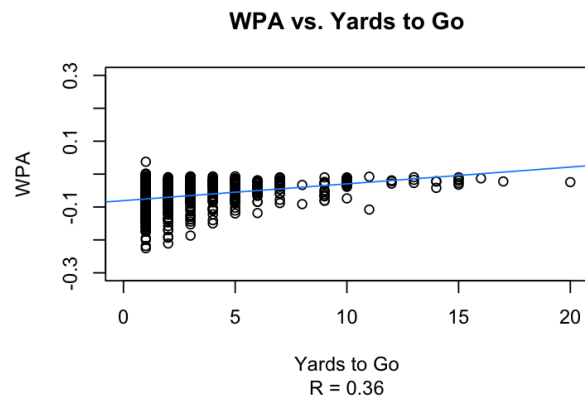 WPA vs. Yards to Go
0.3
0.1
-0.1
-0.3
WPA
0 5 10 15 20
Yards to Go
R = 0.36